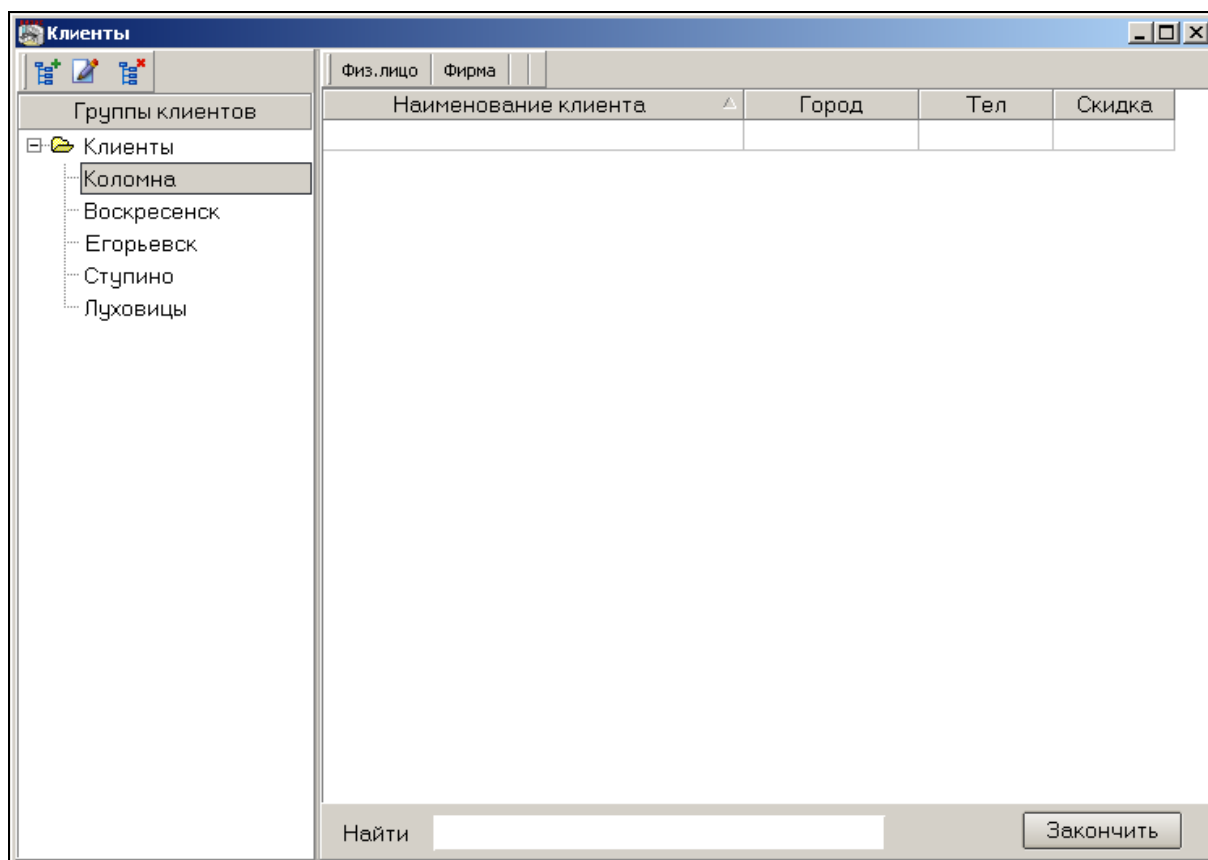 Клиенты
Физ.лицо Фирма
Группы клиентов
Наименование клиента Город Тел Скидка
Клиенты
Коломна
Воскресенск
Егорьевск
Ступино
Луховицы
Найти
Закончить